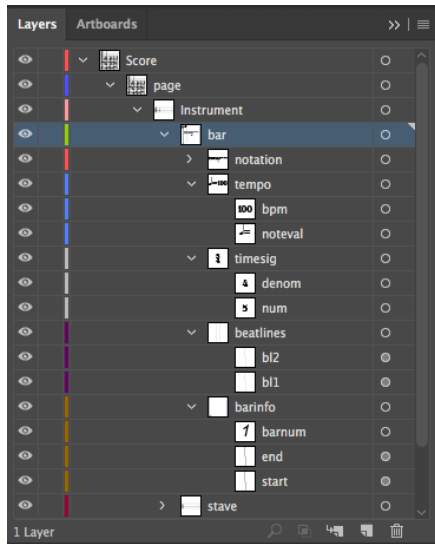 Layers Artboards
Score
page
Instrument
bar
notation
tempo
100 bpm
noteval
timesig
4 denom
5 num
beatlines
bl2
bl1
barinfo
1 barnum
end
start
stave
1 Layer